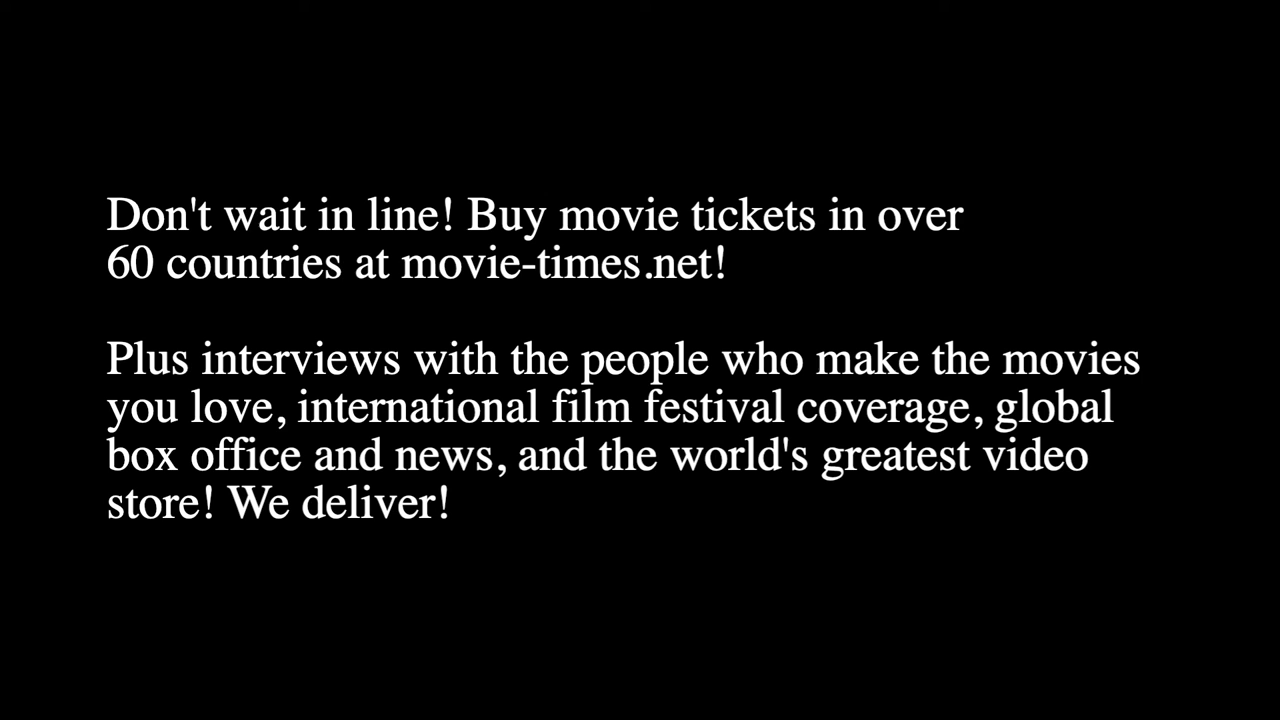 Don't wait in line! Buy movie tickets in over
60 countries at movie-times.net!
Plus interviews with the people who make the movies
you love, international film festival coverage, global
box office and news, and the world's greatest video
store! We deliver!